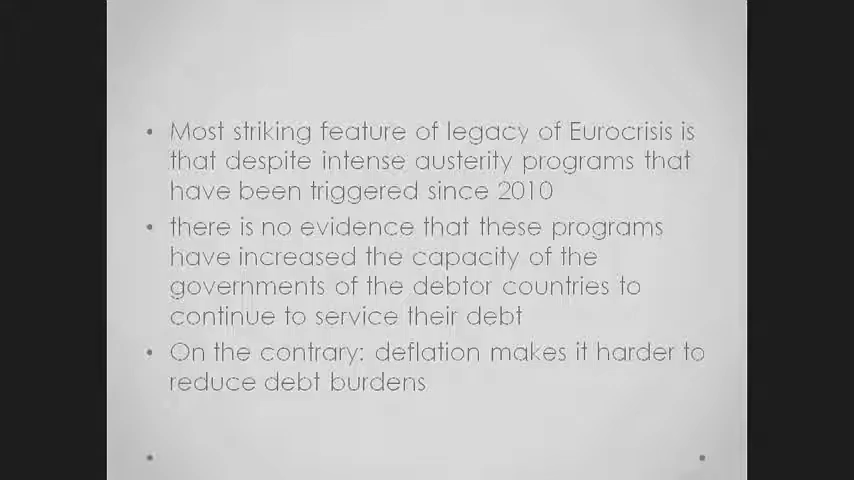 • Most striking feature of legacy of Eurocrisis is
that despite intense austerity programs that
have been triggered since 2010
• there is no evidence that these programs
have increased the capacity of the
governments of the debtor countries to
continue to service their debt
• On the contrary: deflation makes it harder to
reduce debt burdens